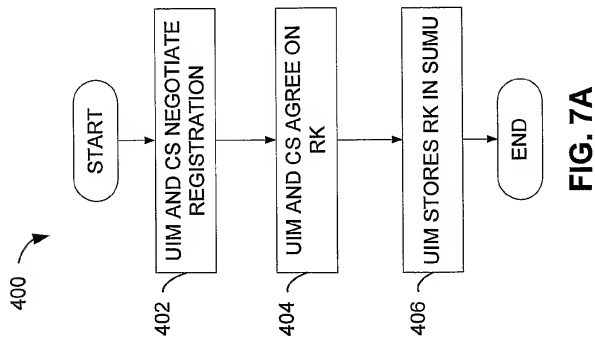 400
START
402
UIM AND CS NEGOTIATE
REGISTRATION
404
UIM AND CS AGREE ON
RK
406
UIM STORES RK IN SUMU
END
FIG. 7A